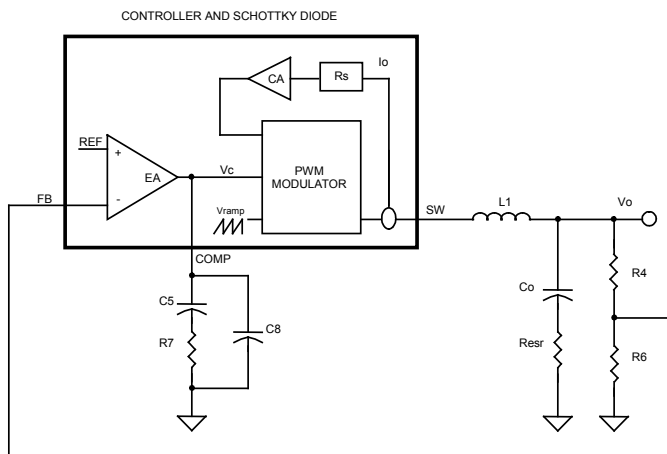 CONTROLLER AND SCHOTTKY DIODE
Io
CA
Rs
REF
+
EA
-
Vc
PWM
MODULATOR
Vramp
FB
SW
L1
Vo
COMP
C5
C8
R7
Co
Resr
R4
R6